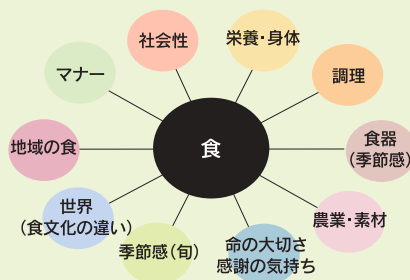 社会性
栄養・身体
マナー
調理
地域の食
食
食器
(季節感)
世界
(食文化の違い)
農業・素材
季節感(旬)
命の大切さ
感謝の気持ち